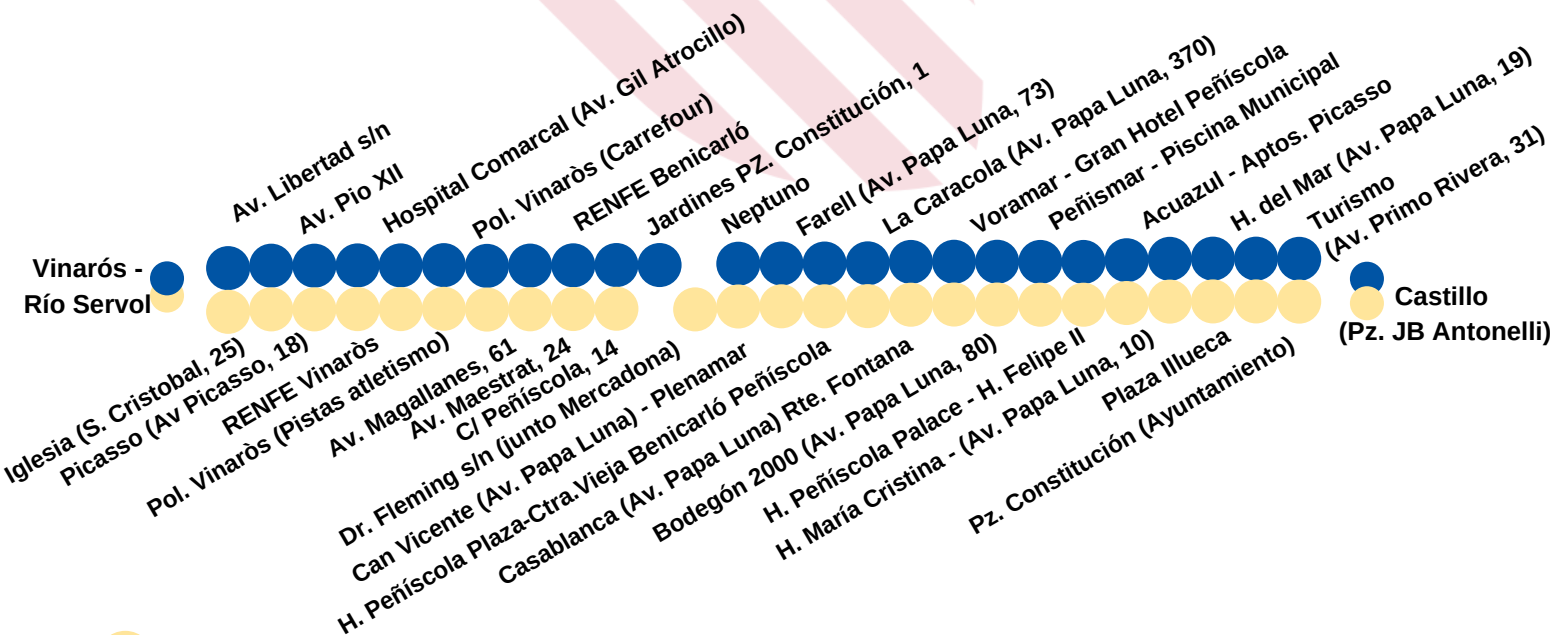 Av. Libertad s/n
Av. Pio XII
Hospital Comarcal (Av. Gil Atrocillo)
Pol. Vinaròs (Carrefour)
RENFE Benicarló
Jardines PZ. Constitución, 1
Neptuno
Farell (Av. Papa Luna, 73)
La Caracola (Av. Papa Luna, 370)
Voramar - Gran Hotel Peñíscola
Peñismar - Piscina Municipal
Acuazul - Aptos. Picasso
H. del Mar (Av. Papa Luna, 19)
Turismo
(Av. Primo Rivera, 31)
Vinarós -
Río Servol
Castillo
(Pz. JB Antonelli)
Iglesia (S. Cristobal, 25)
Picasso (Av Picasso, 18)
RENFE Vinaròs
Pol. Vinaròs (Pistas atletismo)
Av. Magallanes, 61
Av. Maestrat, 24
C/ Peñíscola, 14
Dr. Fleming s/n (junto Mercadona)
Can Vicente (Av. Papa Luna) - Plenamar
H. Peñíscola Plaza-Ctra.Vieja Benicarló Peñíscola
Casablanca (Av. Papa Luna) Rte. Fontana
Bodegón 2000 (Av. Papa Luna, 80)
H. Peñíscola Palace - H. Felipe II
H. María Cristina - (Av. Papa Luna, 10)
Plaza Illueca
Pz. Constitución (Ayuntamiento)